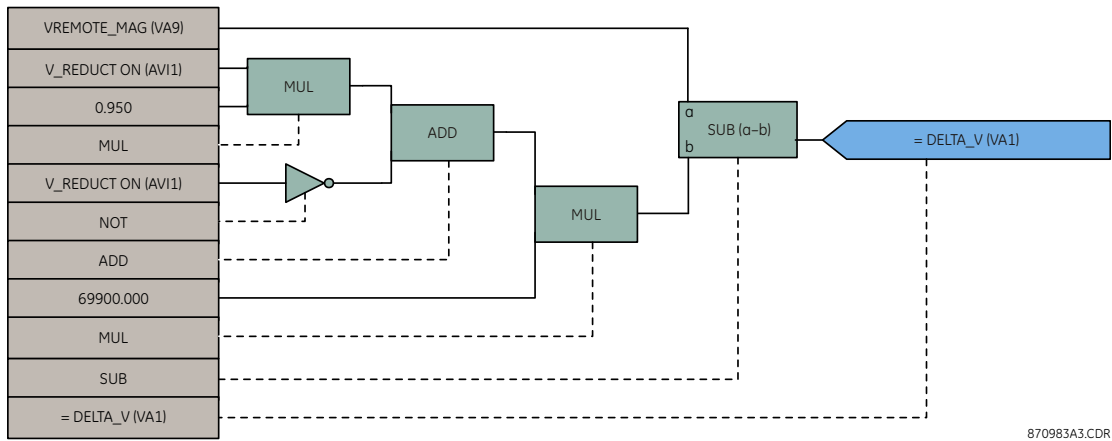 VREMOTE_MAG (VA9)
V_REDUCT ON (AVI1)
0.950
MUL
V_REDUCT ON (AVI1)
NOT
ADD
69900.000
MUL
SUB
= DELTA_V (VA1)
MUL
ADD
MUL
a
SUB (a–b)
b
= DELTA_V (VA1)
870983A3.CDR